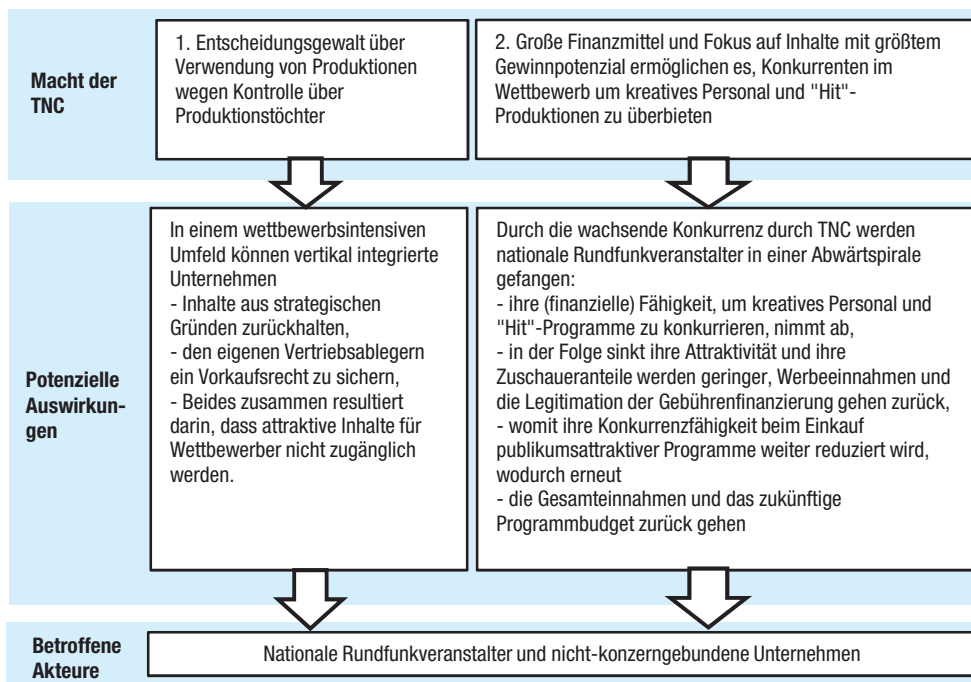 Macht der
TNC
1. Entscheidungsgewalt über
Verwendung von Produktionen
wegen Kontrolle über
Produktionstöchter
2. Große Finanzmittel und Fokus auf Inhalte mit größtem
Gewinnpotenzial ermöglichen es, Konkurrenten im
Wettbewerb um kreatives Personal und "Hit"-
Produktionen zu überbieten
Potenzielle
Auswirkun-
gen
In einem wettbewerbsintensiven
Umfeld können vertikal integrierte
Unternehmen
- Inhalte aus strategischen
Gründen zurückhalten,
- den eigenen Vertriebsablegern
ein Vorkaufsrecht zu sichern,
- Beides zusammen resultiert
darin, dass attraktive Inhalte für
Wettbewerber nicht zugänglich
werden.
Durch die wachsende Konkurrenz durch TNC werden
nationale Rundfunkveranstalter in einer Abwärtspirale
gefangen:
- ihre (finanzielle) Fähigkeit, um kreatives Personal und
"Hit"-Programme zu konkurrieren, nimmt ab,
- in der Folge sinkt ihre Attraktivität und ihre
Zuschaueranteile werden geringer, Werbeeinnahmen und
die Legitimation der Gebührenfinanzierung gehen zurück,
- womit ihre Konkurrenzfähigkeit beim Einkauf
publikumsattraktiver Programme weiter reduziert wird,
wodurch erneut
- die Gesamteinnahmen und das zukünftige
Programmbudget zurück gehen
Betroffene
Akteure
Nationale Rundfunkveranstalter und nicht-konzerngebundene Unternehmen